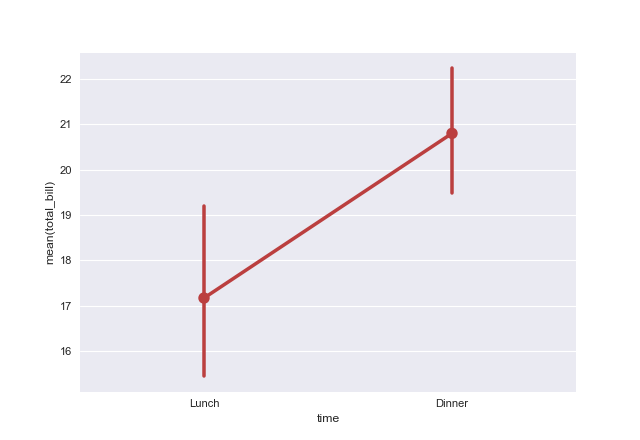 22
21
20
19
18
17
16
mean(total_bill)
Lunch Dinner
time